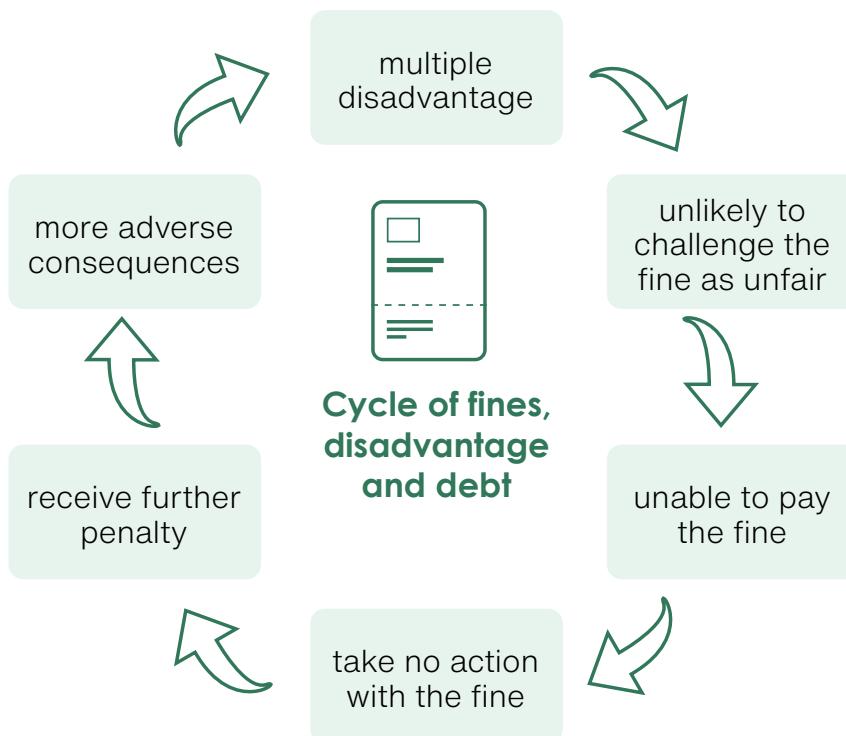 multiple
disadvantage
unlikely to
challenge the
fine as unfair
unable to pay
the fine
take no action
with the fine
receive further
penalty
more adverse
consequences
Cycle of fines,
disadvantage
and debt